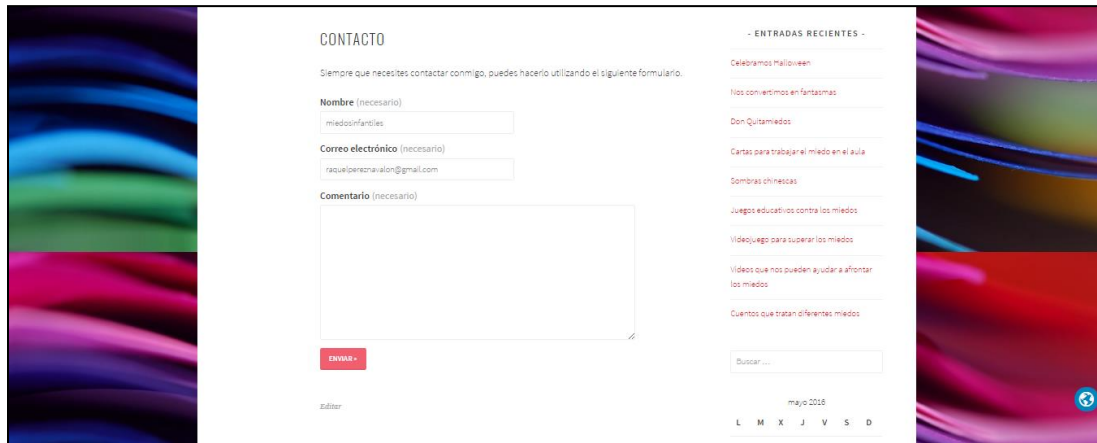 CONTACTO
Siempre que necesites contactar conmigo, puedes hacerlo utilizando el siguiente formulario.
Nombre (necesario)
miedosinfantiles
Correo electrónico (necesario)
raquelpereznavalon@gmail.com
Comentario (necesario)
ENVIAR »
Editar
- ENTRADAS RECIENTES -
Celebramos Halloween
Nos convertimos en fantasmas
Don Quitamiedos
Cartas para trabajar el miedo en el aula
Sombras chinescas
Juegos educativos contra los miedos
Videojuego para superar los miedos
Vídeos que nos pueden ayudar a afrontar
los miedos
Cuentos que tratan diferentes miedos
Buscar ...
mayo 2016
L M X J V S D